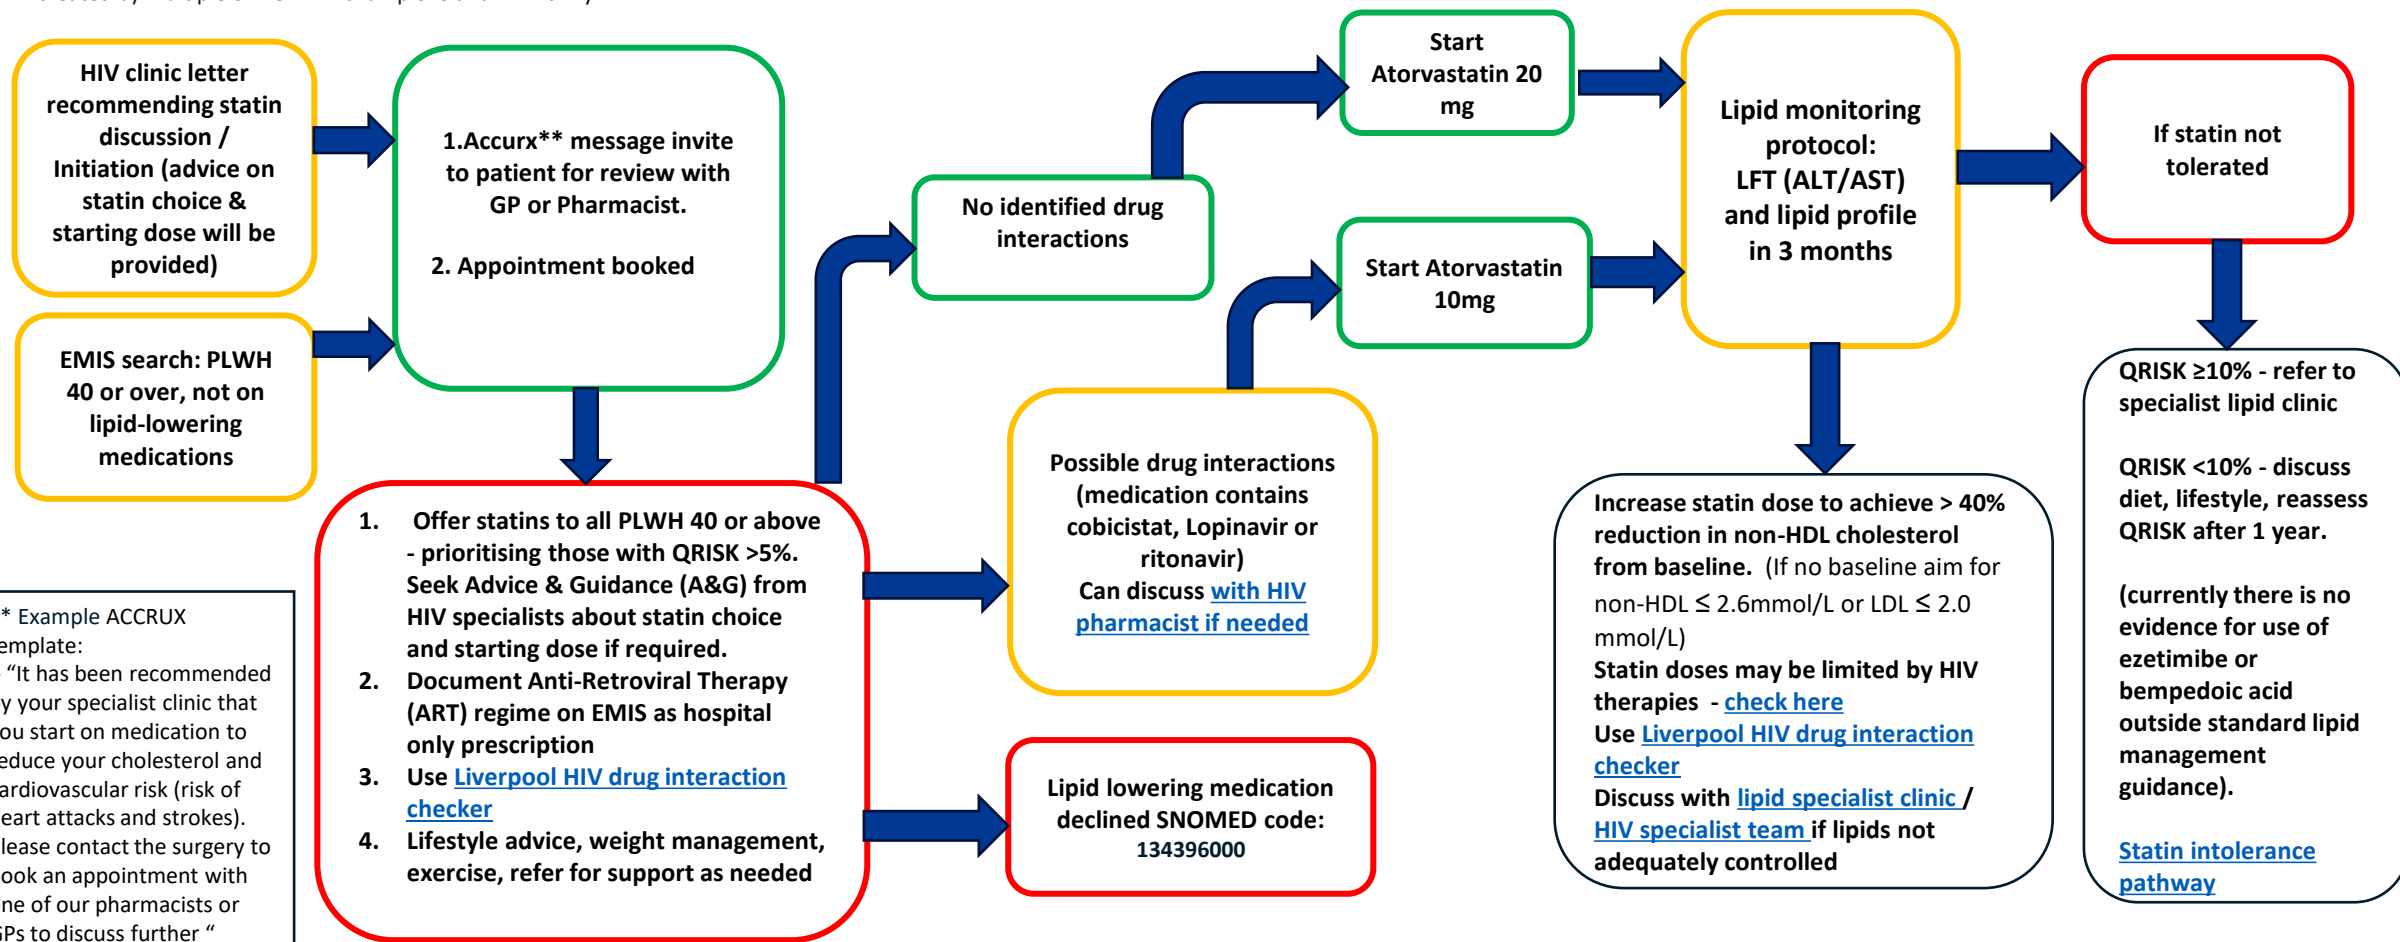 HIV clinic letter
recommending statin
discussion /
Initiation (advice on
statin choice &
starting dose will be
provided)
EMIS search: PLWH
40 or over, not on
lipid-lowering
medications
1.Accurx** message invite
to patient for review with
GP or Pharmacist.
2. Appointment booked
1. Offer statins to all PLWH 40 or above
- prioritising those with QRISK >5%.
Seek Advice & Guidance (A&G) from
HIV specialists about statin choice
and starting dose if required.
2. Document Anti-Retroviral Therapy
(ART) regime on EMIS as hospital
only prescription
3. Use Liverpool HIV drug interaction
checker
4. Lifestyle advice, weight management,
exercise, refer for support as needed
* Example ACCRUX
“It has been recommended
your specialist clinic that
start on medication to
your cholesterol and
risk (risk of
attacks and strokes).
contact the surgery to
an appointment with
of our pharmacists or
to discuss further “
No identified drug
interactions
Possible drug interactions
(medication contains
cobicistat, Lopinavir or
ritonavir)
Can discuss with HIV
pharmacist if needed
Lipid lowering medication
declined SNOMED code:
134396000
Start
Atorvastatin 20
mg
Start Atorvastatin
10mg
Lipid monitoring
protocol:
LFT (ALT/AST)
and lipid profile
in 3 months
Increase statin dose to achieve > 40%
reduction in non-HDL cholesterol
from baseline. (If no baseline aim for
non-HDL ≤ 2.6mmol/L or LDL ≤ 2.0
mmol/L)
Statin doses may be limited by HIV
therapies - check here
Use Liverpool HIV drug interaction
checker
Discuss with lipid specialist clinic /
HIV specialist team if lipids not
adequately controlled
If statin not
tolerated
QRISK ≥10% - refer to
specialist lipid clinic
QRISK <10% - discuss
diet, lifestyle, reassess
QRISK after 1 year.
(currently there is no
evidence for use of
ezetimibe or
bempedoic acid
outside standard lipid
management
guidance).
Statin intolerance
pathway